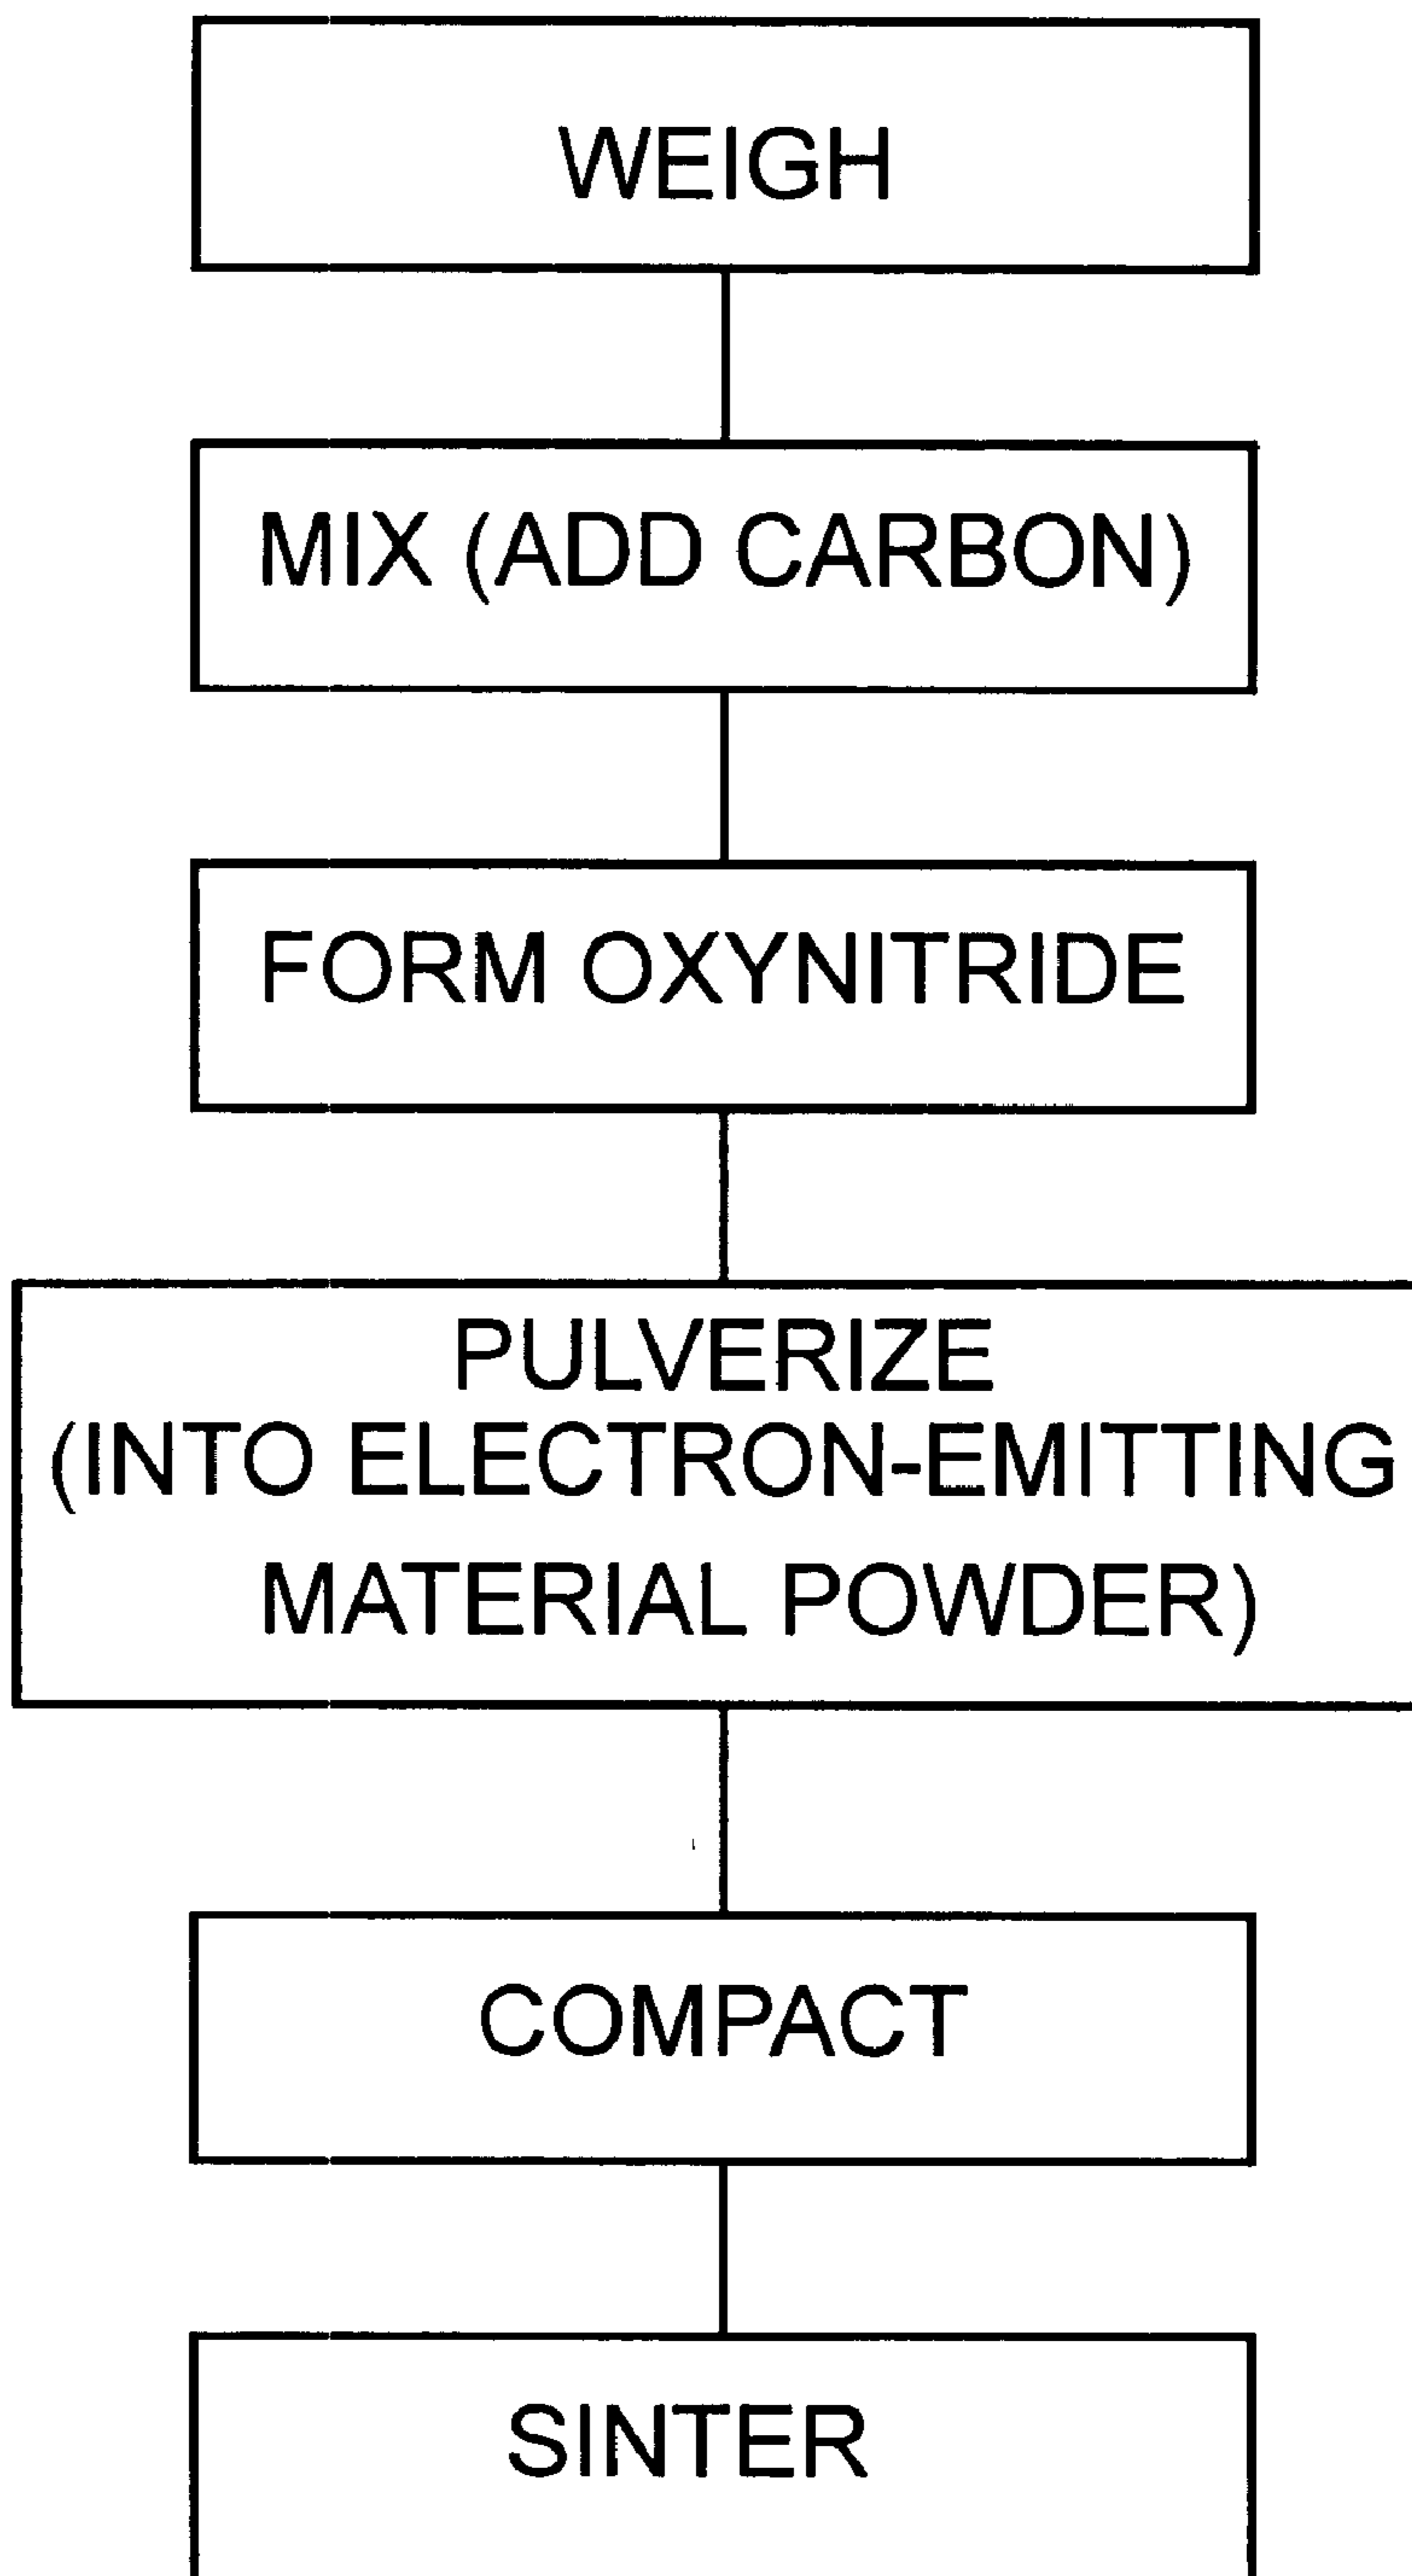 WEIGH
MIX (ADD CARBON)
FORM OXYNITRIDE
PULVERIZE
(INTO ELECTRON-EMITTING
MATERIAL POWDER)
COMPACT
SINTER